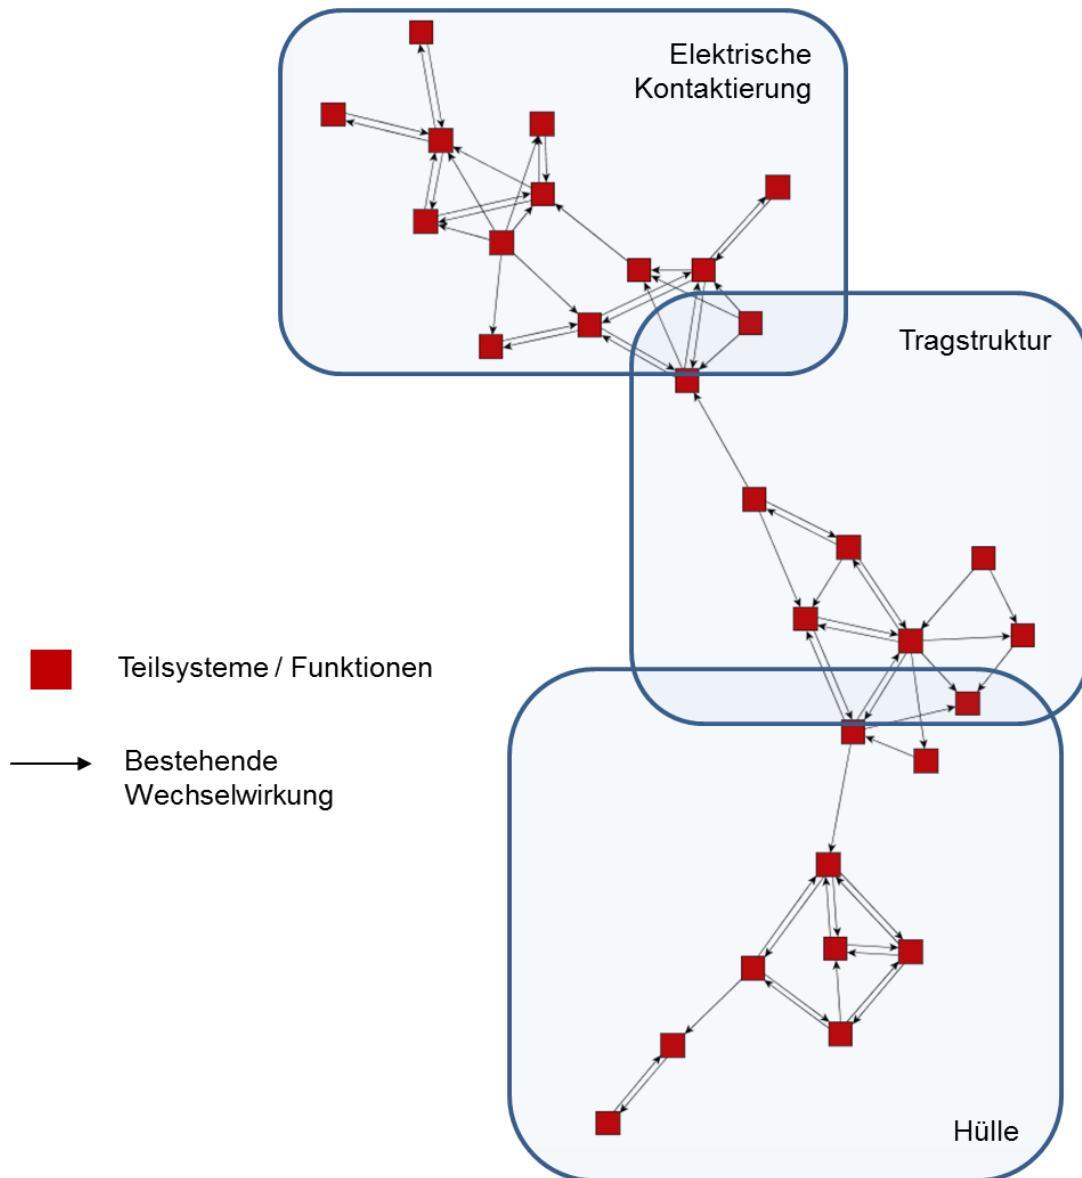 Elektrische
Kontaktierung
Tragstruktur
Teilsysteme / Funktionen
Bestehende
Wechselwirkung
Hülle